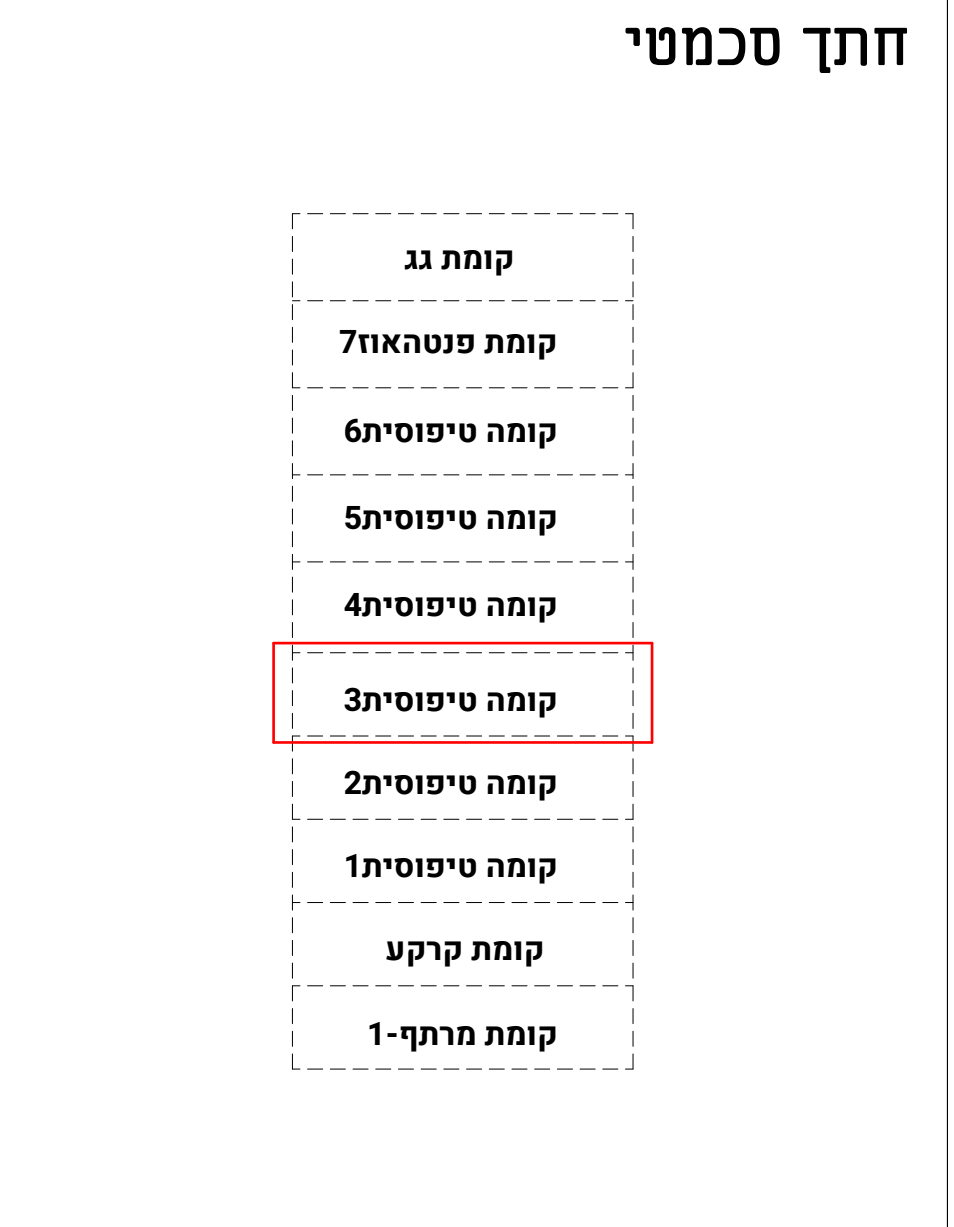 חתך סכמטי
קומת גג
קומת פנטהאוז7
קומה טיפוסית6
קומה טיפוסית5
קומה טיפוסית4
קומה טיפוסית3
קומה טיפוסית2
קומה טיפוסית1
קומת קרקע
קומת מרתף-1